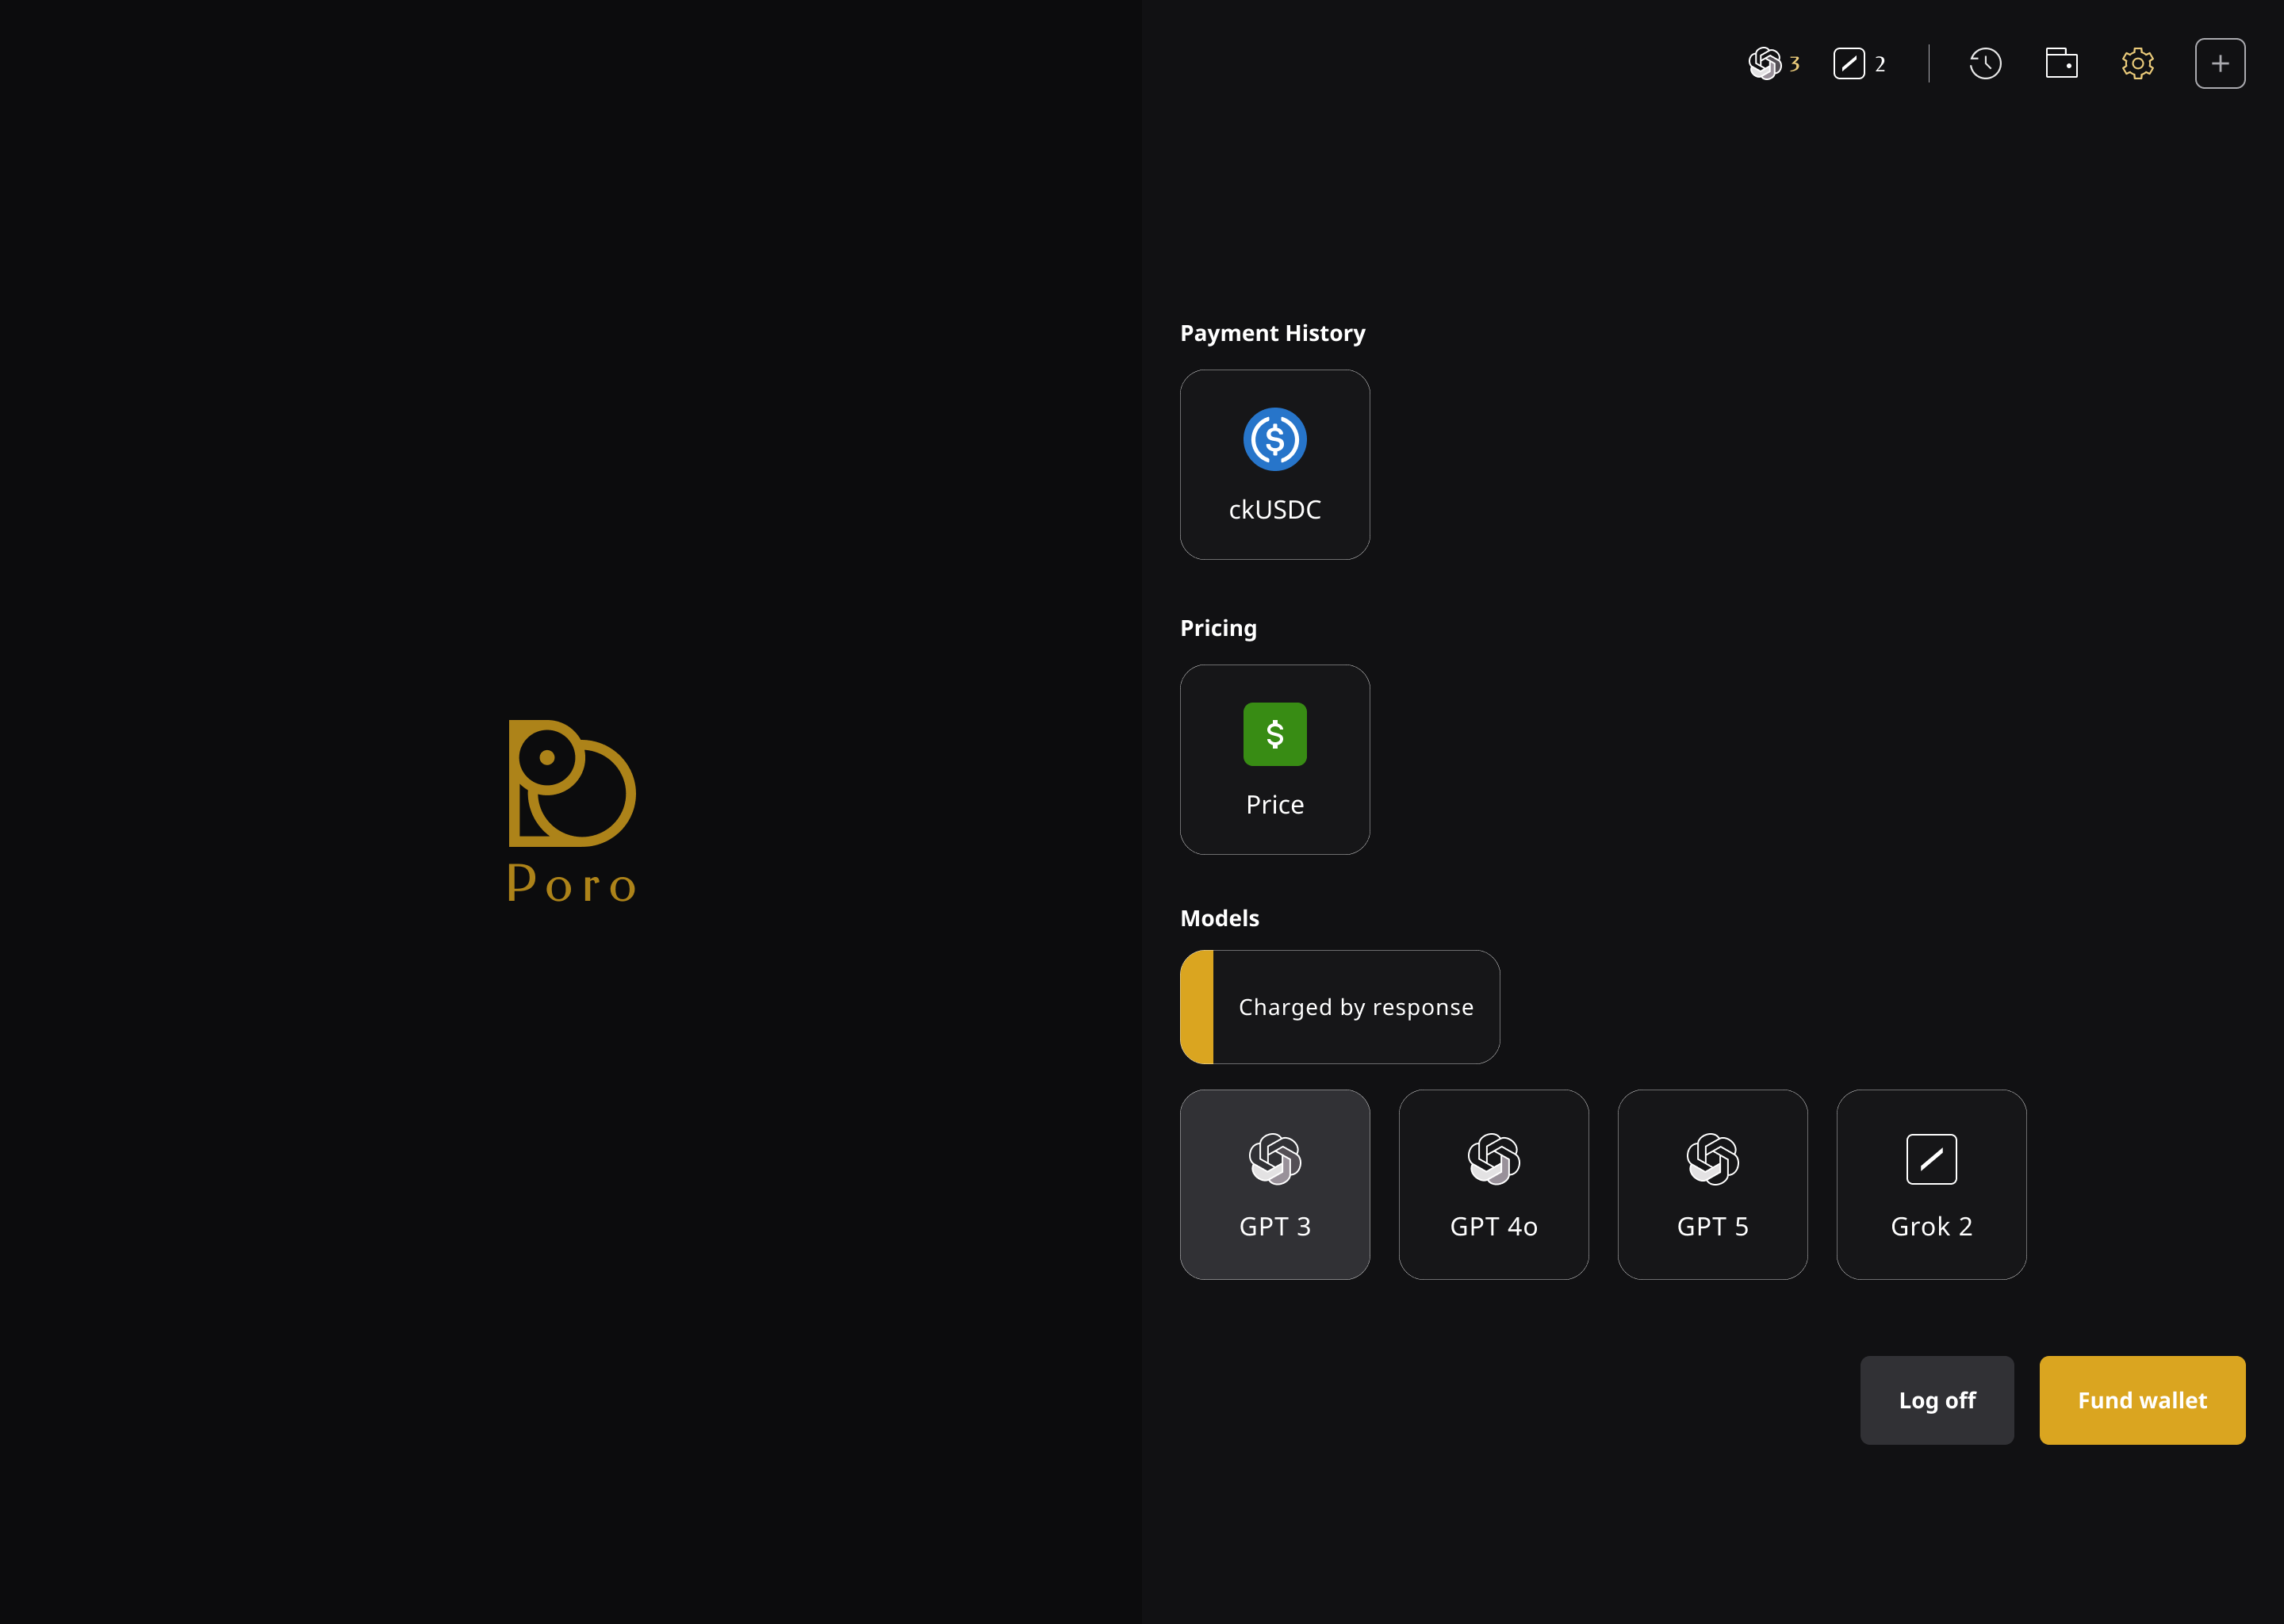 Poro
3 2
Payment History
ckUSDC
Pricing
Price
Models
Charged by response
GPT 3
GPT 4o
GPT 5
Grok 2
Log off
Fund wallet